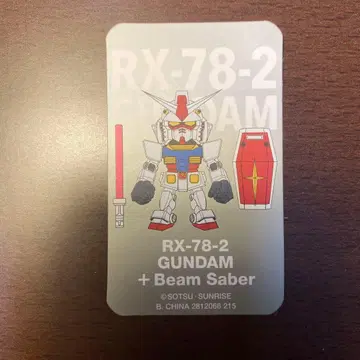 RX-78-2
GUNDAM
RX-78-2
GUNDAM
+ Beam Saber
©SOTSU・SUNRISE
B, CHINA 2812068 215